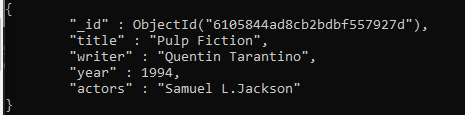 {
"_id" : ObjectId("6105844ad8cb2bdbf557927d"),
"title" : "Pulp Fiction",
"writer" : "Quentin Tarantino",
"year" : 1994,
"actors" : "Samuel L.Jackson"
}